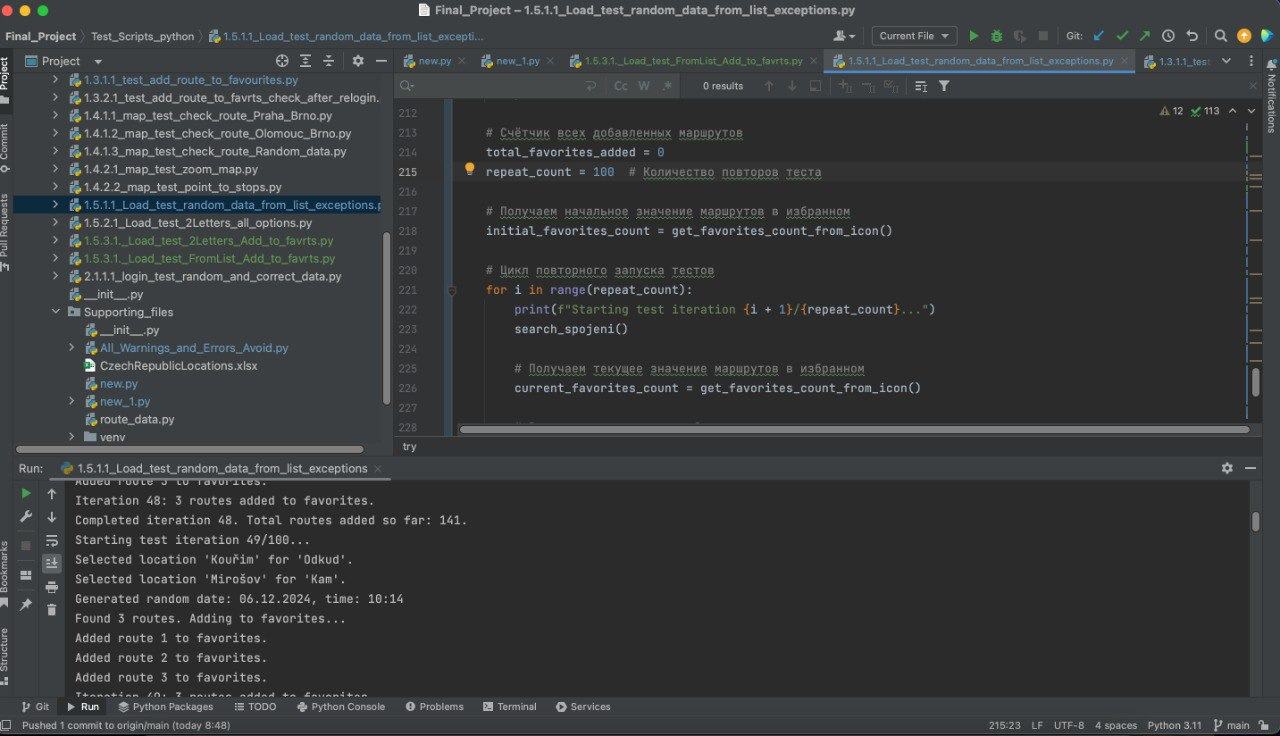 Final_Project – 1.5.1.1_Load_test_random_data_from_list_exceptions.py
Final_Project Test_Scripts_python 1.5.1.1_Load_test_random_data_from_list_excepti...
Current File
Git:
Project
new.py
new_1.py
1.5.3.1._Load_test_FromList_Add_to_favrts.py
1.5.1.1_Load_test_random_data_from_list_exceptions.py
1.3.1.1_test
Project
Commit
Pull Requests
Bookmarks
Structure
Notifications
1.3.1.1_test_add_route_to_favourites.py
1.3.2.1_test_add_route_to_favrts_check_after_relogin.
1.4.1.1_map_test_check_route_Praha_Brno.py
1.4.1.2_map_test_check_route_Olomouc_Brno.py
1.4.1.3_map_test_check_route_Random_data.py
1.4.2.1_map_test_zoom_map.py
1.4.2.2_map_test_point_to_stops.py
1.5.1.1_Load_test_random_data_from_list_exceptions.p
1.5.2.1_Load_test_2Letters_all_options.py
1.5.3.1._Load_test_2Letters_Add_to_favrts.py
1.5.3.1._Load_test_FromList_Add_to_favrts.py
2.1.1.1_login_test_random_and_correct_data.py
__init__.py
Supporting_files
__init__.py
All_Warnings_and_Errors_Avoid.py
CzechRepublicLocations.xlsx
new.py
new_1.py
route_data.py
venv
Cc W .* 0 results
12 113
212
213 # Счётчик всех добавленных маршрутов
214 total_favorites_added = 0
215 repeat_count = 100 # Количество повторов теста
216
217 # Получаем начальное значение маршрутов в избранном
218 initial_favorites_count = get_favorites_count_from_icon()
219
220 # Цикл повторного запуска тестов
221 for i in range(repeat_count):
222 print(f"Starting test iteration {i + 1}/{repeat_count}...")
223 search_spojeni()
224
225 # Получаем текущее значение маршрутов в избранном
226 current_favorites_count = get_favorites_count_from_icon()
227
228
try
Run: 1.5.1.1_Load_test_random_data_from_list_exceptions
Added route 3 to favorites.
Iteration 48: 3 routes added to favorites.
Completed iteration 48. Total routes added so far: 141.
Starting test iteration 49/100...
Selected location 'Kouřim' for 'Odkud'.
Selected location 'Mirošov' for 'Kam'.
Generated random date: 06.12.2024, time: 10:14
Found 3 routes. Adding to favorites...
Added route 1 to favorites.
Added route 2 to favorites.
Added route 3 to favorites.
Iteration 49: 3 routes added to favorites
Git Run Python Packages TODO Python Console Problems Terminal Services
Pushed 1 commit to origin/main (today 8:48) 215:23 LF UTF-8 4 spaces Python 3.11 main